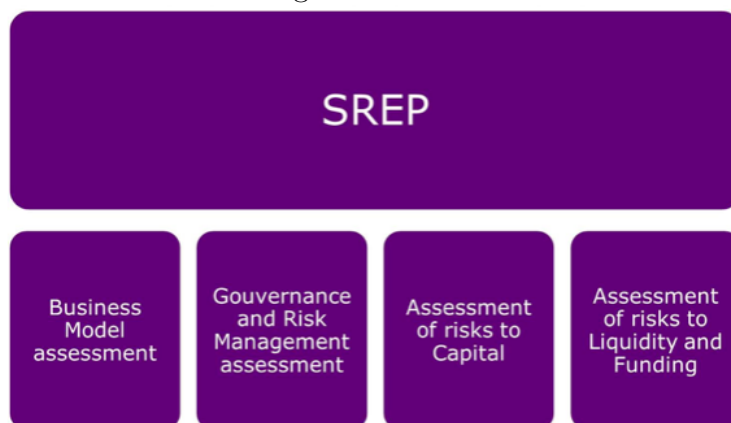 SREP
Business
Model
assessment
Gouvernance
and Risk
Management
assessment
Assessment
of risks to
Capital
Assessment
of risks to
Liquidity and
Funding